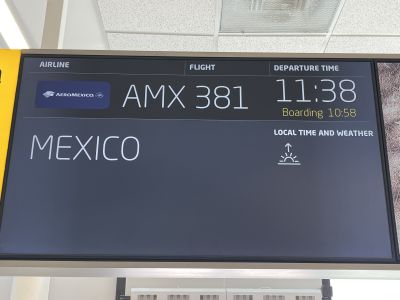 AIRLINE FLIGHT DEPARTURE TIME
AEROMEXICO. AMX 381 11:38
Boarding 10:58
MEXICO
LOCAL TIME AND WEATHER